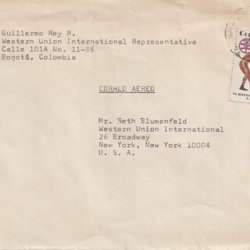 Guillermo Rey R.
Western Union International Representative
Calle 101A No. 11-86
Bogotá, Colombia
CORREO AEREO
Mr. Seth Blumenfeld
Western Union International
26 Broadway
New York, New York 10004
U. S. A.